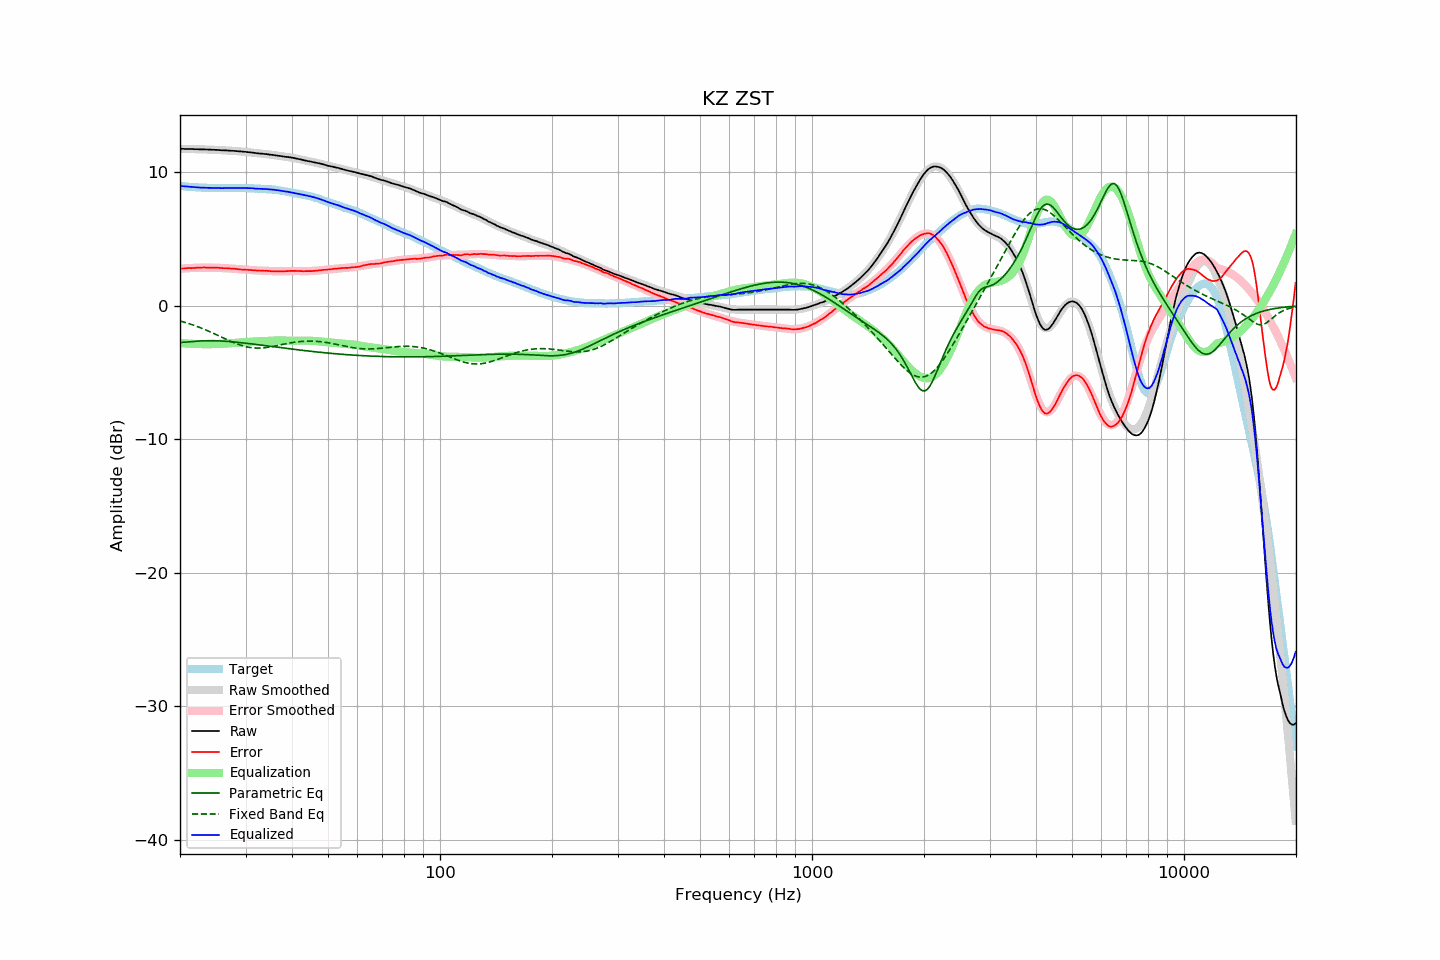 KZ ZST
10
0
−10
−20
−30
−40
Amplitude (dBr)
Target
Raw Smoothed
Error Smoothed
Raw
Error
Equalization
Parametric Eq
Fixed Band Eq
Equalized
100
1000
10000
Frequency (Hz)